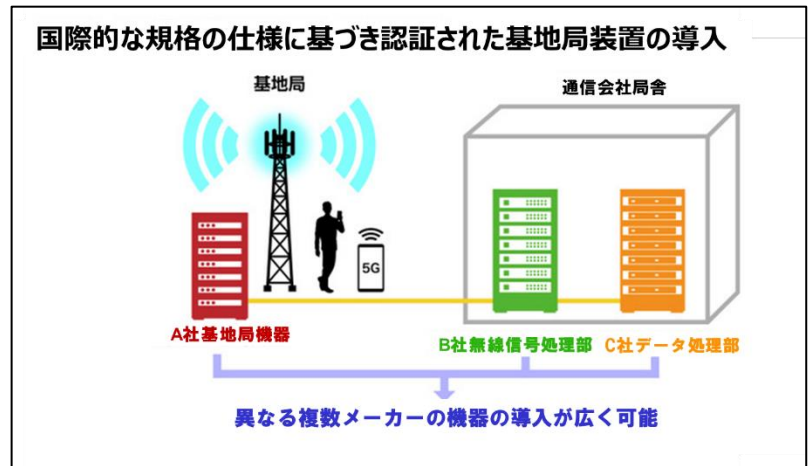 国際的な規格の仕様に基づき認証された基地局装置の導入
基地局
通信会社局舎
5G
A社基地局機器
B社無線信号処理部
C社データ処理部
異なる複数メーカーの機器の導入が広く可能